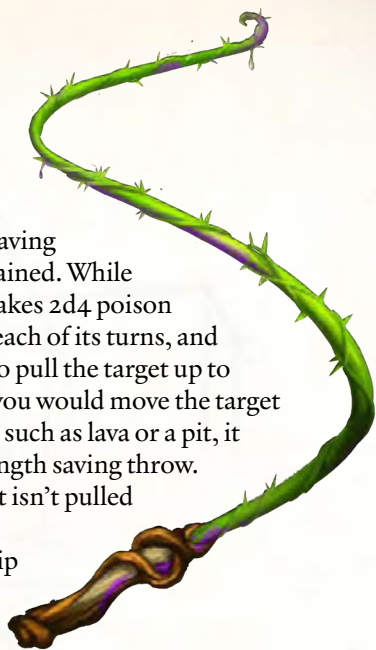 aving
ained. While
akes 2d4 poison
each of its turns, and
o pull the target up to
you would move the target
such as lava or a pit, it
ngth saving throw.
t isn’t pulled
ip